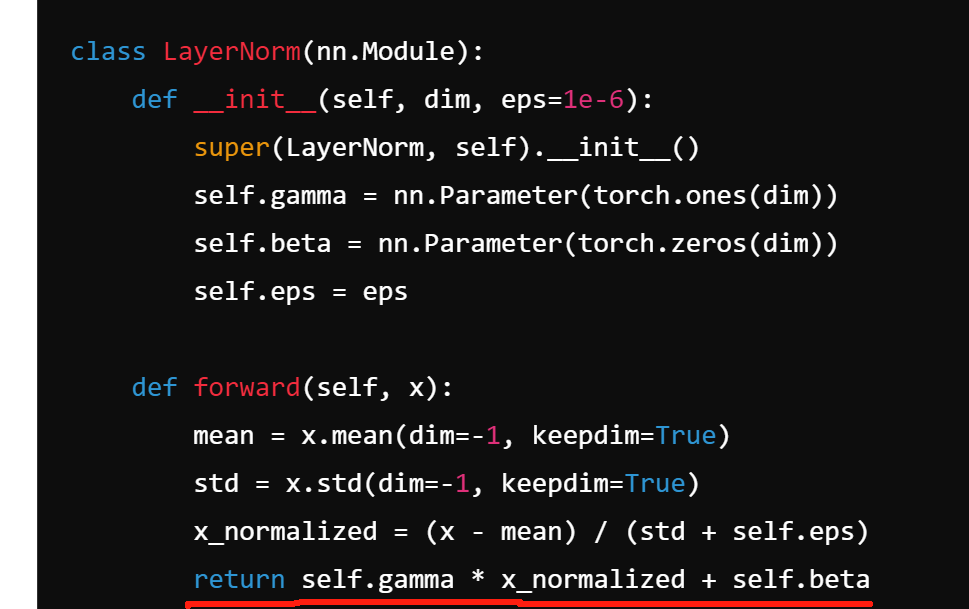 class LayerNorm(nn.Module):
    def __init__(self, dim, eps=1e-6):
        super(LayerNorm, self).__init__()
        self.gamma = nn.Parameter(torch.ones(dim))
        self.beta = nn.Parameter(torch.zeros(dim))
        self.eps = eps

    def forward(self, x):
        mean = x.mean(dim=-1, keepdim=True)
        std = x.std(dim=-1, keepdim=True)
        x_normalized = (x - mean) / (std + self.eps)
        return self.gamma * x_normalized + self.beta